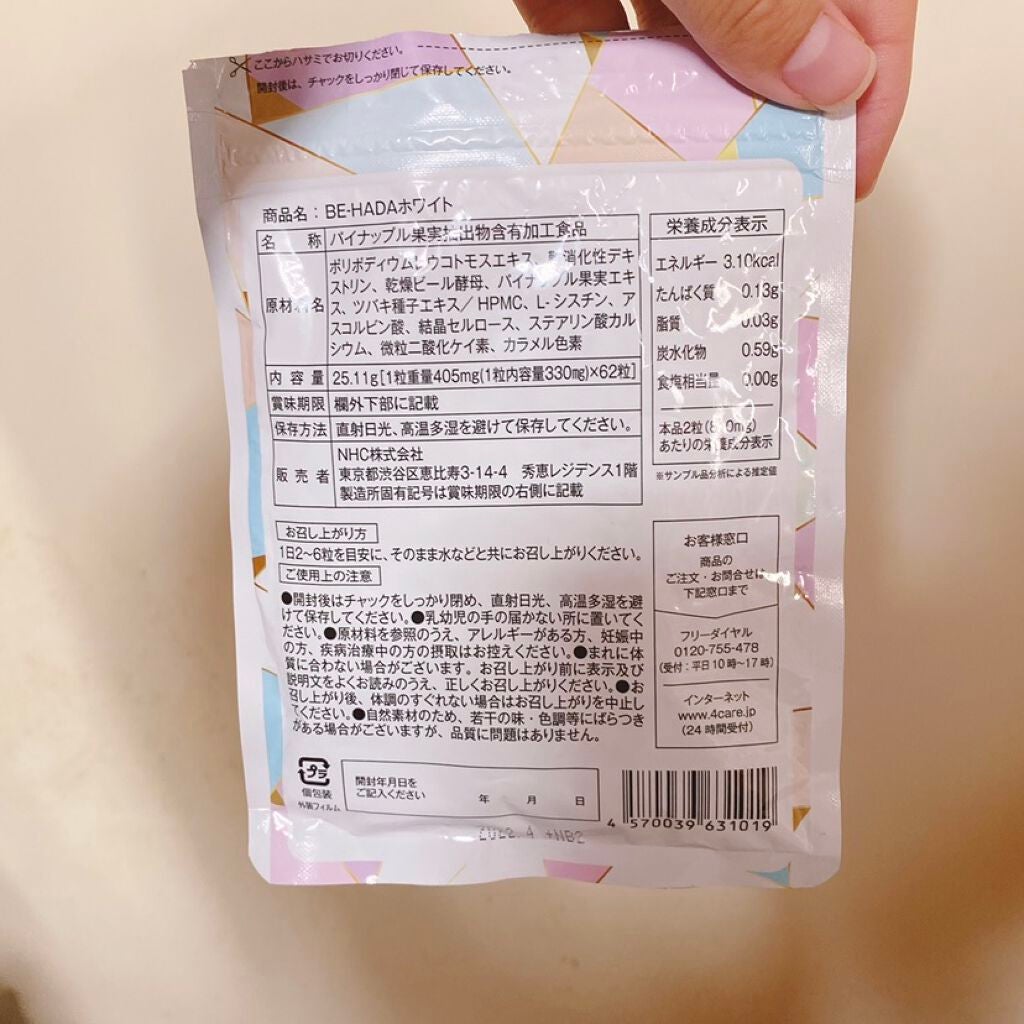 ここからハサミでお切りください。
開封後は、チャックをしっかり閉じて保存してください。
商品名：BE-HADAホワイト
名称 パイナップル果実抽出物含有加工食品
原材料名
ポリポディウムレウコトモスエキス、難消化性デキ
ストリン、乾燥ビール酵母、パイナップル果実エキ
ス、ツバキ種子エキス／HPMC、L-シスチン、ア
スコルビン酸、結晶セルロース、ステアリン酸カル
シウム、微粒二酸化ケイ素、カラメル色素
内容量 25.11g[1粒重量405mg(1粒内容量330mg)×62粒]
賞味期限 欄外下部に記載
保存方法 直射日光、高温多湿を避けて保存してください。
販売者
NHC株式会社
東京都渋谷区恵比寿3-14-4 秀恵レジデンス1階
製造所固有記号は賞味期限の右側に記載
栄養成分表示
エネルギー 3.10kcal
たんぱく質 0.13g
脂質 0.03g
炭水化物 0.59g
食塩相当量 0.00g
本品2粒(810mg)
あたりの栄養成分表示
※サンプル品分析による推定値
お召し上がり方
1日2～6粒を目安に、そのまま水などと共にお召し上がりください。
ご使用上の注意
●開封後はチャックをしっかり閉め、直射日光、高温多湿を避
けて保存してください。●乳幼児の手の届かない所に置いてく
ださい。●原材料を参照のうえ、アレルギーがある方、妊娠中
の方、疾病治療中の方の摂取はお控えください。●まれに体
質に合わない場合がございます。お召し上がり前に表示及び
説明文をよくお読みのうえ、正しくお召し上がりください。●お
召し上がり後、体調のすぐれない場合はお召し上がりを中止し
てください。●自然素材のため、若干の味・色調等にばらつき
がある場合がございますが、品質に問題はありません。
お客様窓口
商品の
ご注文・お問合せは
下記窓口まで
フリーダイヤル
0120-755-478
(受付：平日10時～17時)
インターネット
www.4care.jp
(24時間受付)
プラ
個包装
外装フィルム
開封年月日を
ご記入ください
年 月 日
4 570039 631019
2022.4 +NB2